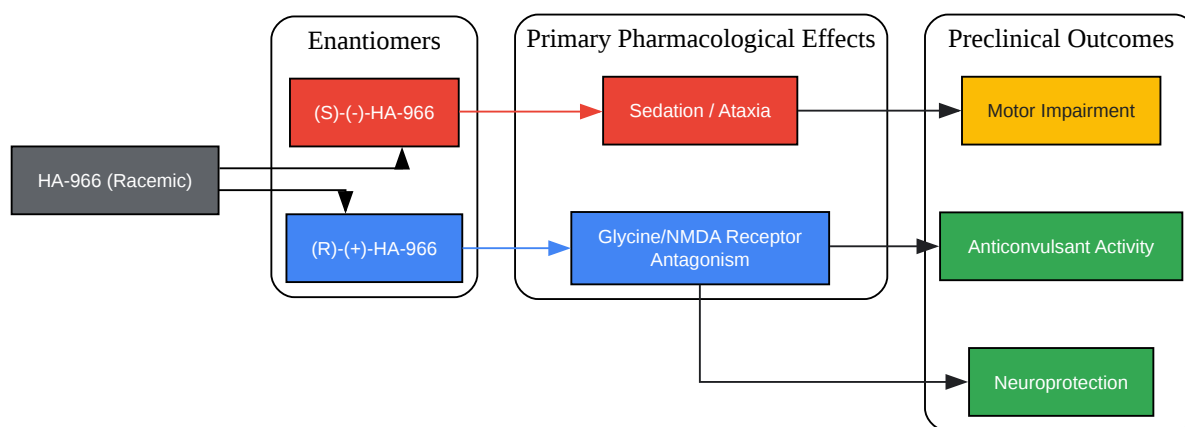 Enantiomers
Primary Pharmacological Effects
Preclinical Outcomes
HA-966 (Racemic)
(S)-(-)-HA-966
Sedation / Ataxia
Motor Impairment
(R)-(+)-HA-966
Glycine/NMDA Receptor
Antagonism
Anticonvulsant Activity
Neuroprotection